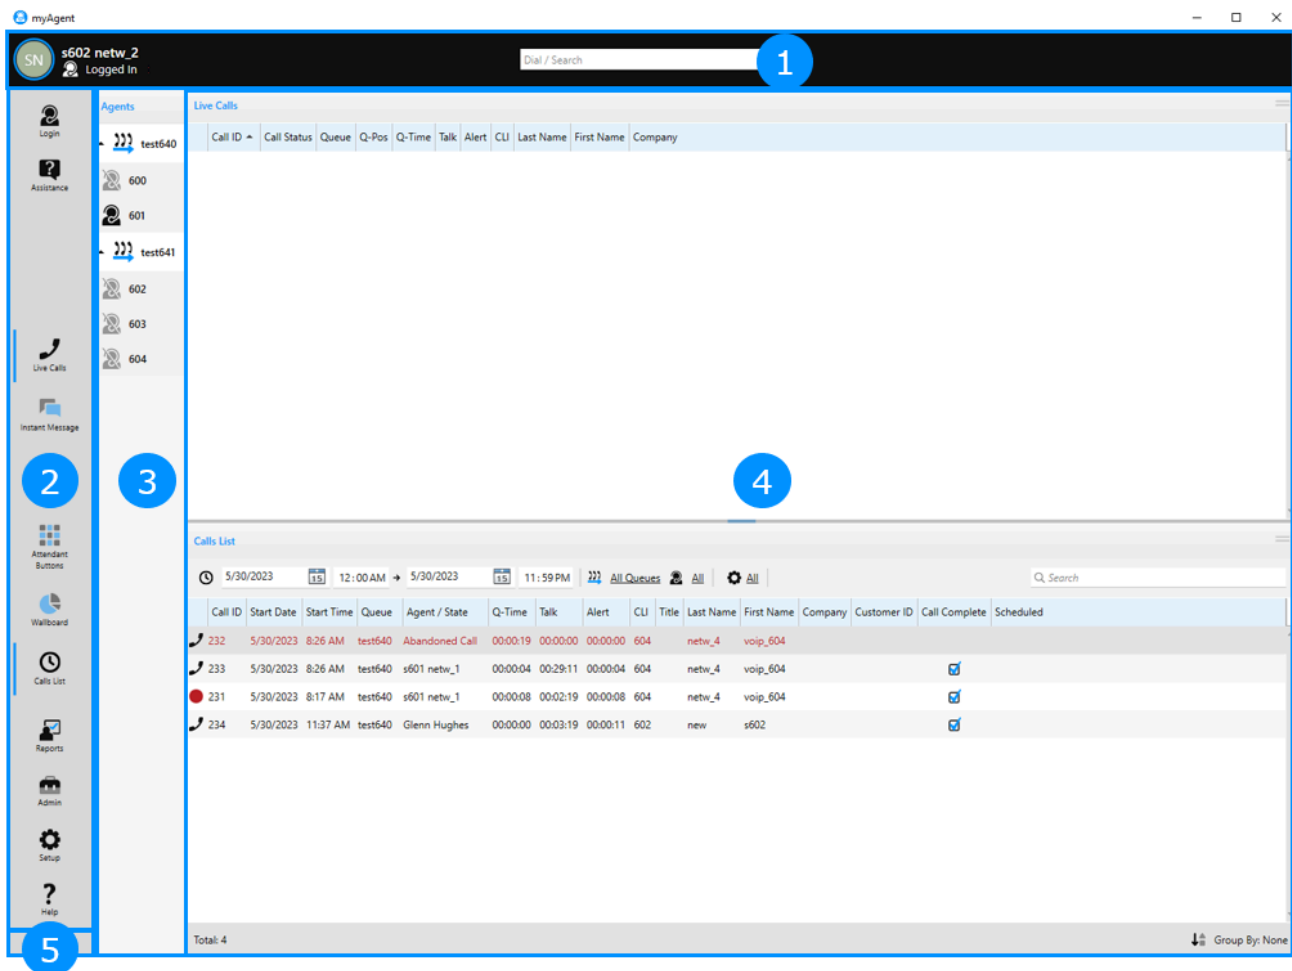 myAgent
SN
s602 netw_2
Logged In
Dial / Search
1
Login
Assistance
Live Calls
Instant Message
2
Attendant
Buttons
Wallboard
Calls List
Reports
Admin
Setup
Help
5
Agents
test640
600
601
test641
602
603
604
3
Live Calls
Call ID Call Status Queue Q-Pos Q-Time Talk Alert CLI Last Name First Name Company
4
Calls List
5/30/2023 15 12:00 AM 5/30/2023 15 11:59 PM All Queues All All Search
Call ID Start Date Start Time Queue Agent / State Q-Time Talk Alert CLI Title Last Name First Name Company Customer ID Call Complete Scheduled
232 5/30/2023 8:26 AM test640 Abandoned Call 00:00:19 00:00:00 00:00:00 604 netw_4 voip_604
233 5/30/2023 8:26 AM test640 s601 netw_1 00:00:04 00:29:11 00:00:04 604 netw_4 voip_604
231 5/30/2023 8:17 AM test640 s601 netw_1 00:00:08 00:02:19 00:00:08 604 netw_4 voip_604
234 5/30/2023 11:37 AM test640 Glenn Hughes 00:00:00 00:03:19 00:00:11 602 new s602
Total: 4 Group By: None